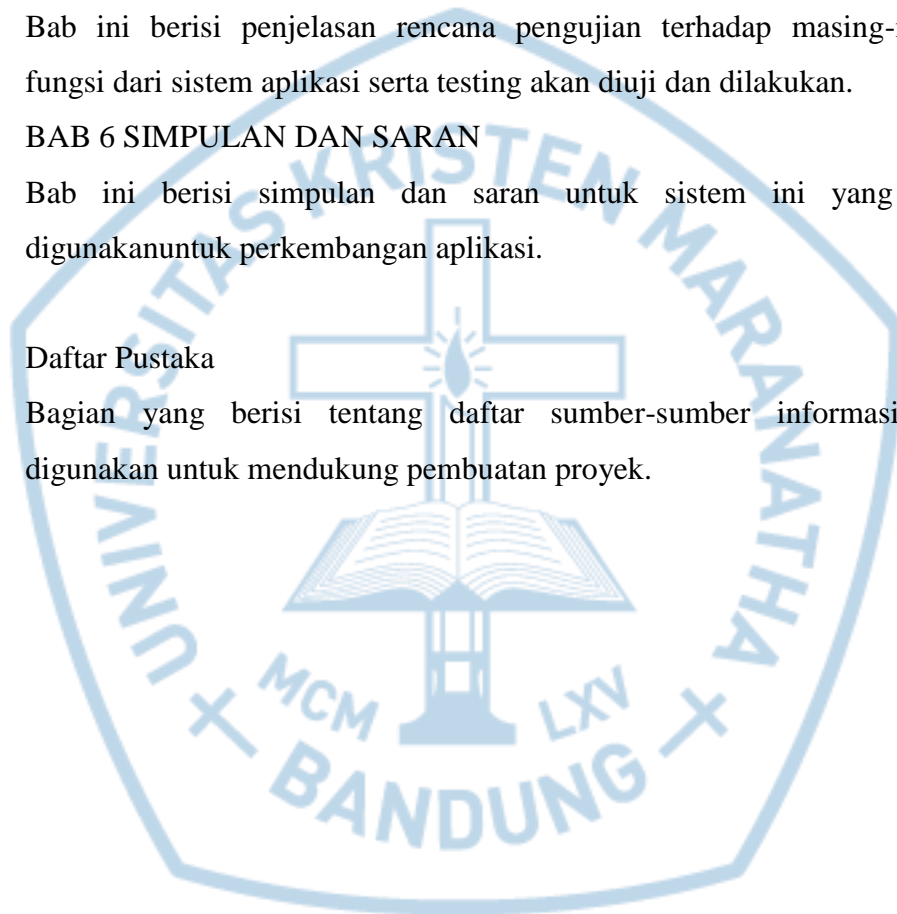 Bab ini berisi penjelasan rencana pengujian terhadap masing-
fungsi dari sistem aplikasi serta testing akan diuji dan dilakukan.
BAB 6 SIMPULAN DAN SARAN
Bab ini berisi simpulan dan saran untuk sistem ini yang
digunakanuntuk perkembangan aplikasi.
Daftar Pustaka
Bagian yang berisi tentang daftar sumber-sumber informasi
digunakan untuk mendukung pembuatan proyek.
UNIVERSITAS KRISTEN MARANATHA
MCM LXV
BANDUNG